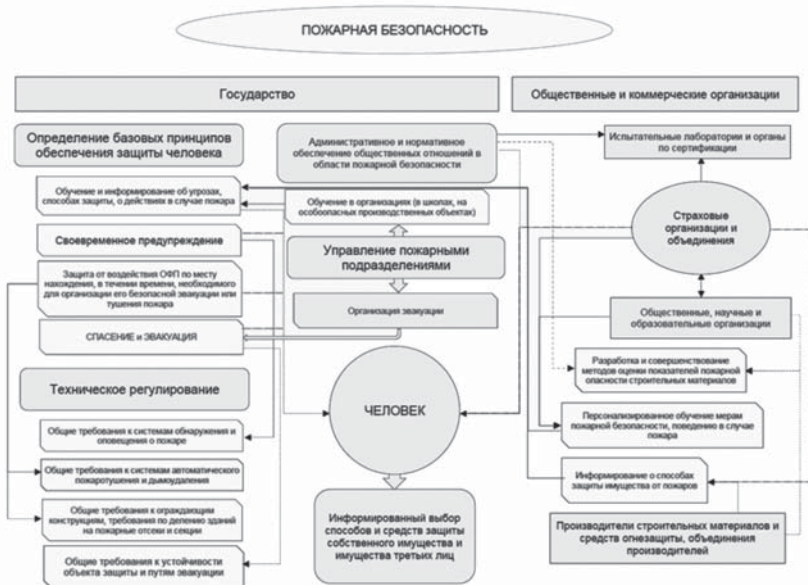 ПОЖАРНАЯ БЕЗОПАСНОСТЬ
Государство
Общественные и коммерческие организации
Определение базовых принципов
обеспечения защиты человека
Административное и нормативное
обеспечение общественных отношений в
области пожарной безопасности
Испытательные лаборатории и органы
по сертификации
Обучение и информирование об угрозах,
способах защиты, о действиях в случае пожара
Обучение в организациях (в школах, на
особоопасных производственных объектах)
Страховые
организации и
объединения
Своевременное предупреждение
Управление пожарными
подразделениями
Защита от воздействия ОФП по месту
нахождения, в течении времени, необходимого
для организации его безопасной эвакуации или
тушения пожара
Организация эвакуации
Общественные, научные и
образовательные организации
СПАСЕНИЕ и ЭВАКУАЦИЯ
Разработка и совершенствование
методов оценки показателей пожарной
опасности строительных материалов
Техническое регулирование
ЧЕЛОВЕК
Персонализированное обучение мерам
пожарной безопасности, поведению в случае
пожара
Общие требования к системам обнаружения и
оповещения о пожаре
Общие требования к системам автоматического
пожаротушения и дымоудаления
Информирование о способах
защиты имущества от пожаров
Общие требования к ограждающим
конструкциям, требования по делению зданий
на пожарные отсеки и секции
Информированный выбор
способов и средств защиты
собственного имущества и
имущества третьих лиц
Производители строительных материалов и
средств огнезащиты, объединения
производителей
Общие требования к устойчивости
объекта защиты и путям эвакуации